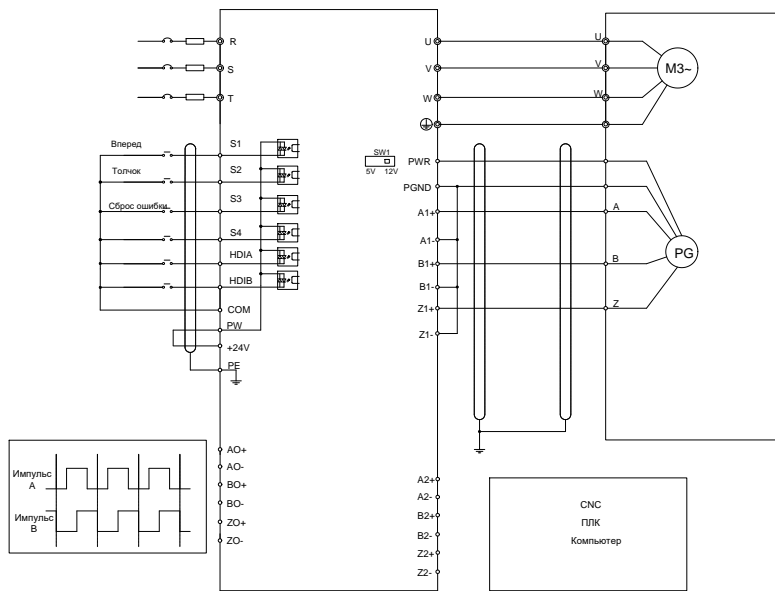 R
S
T
Вперед
Толчок
Сброс ошибки
S1
S2
S3
S4
HDIA
HDIB
COM
PW
+24V
PE
U
V
W
SW1
5V 12V
PWR
PGND
A1+
A1-
B1+
B1-
Z1+
Z1-
U
V
W
M3~
A
B
Z
PG
Импульс
A
Импульс
B
AO+
AO-
BO+
BO-
ZO+
ZO-
A2+
A2-
B2+
B2-
Z2+
Z2-
CNC
ПЛК
Компьютер